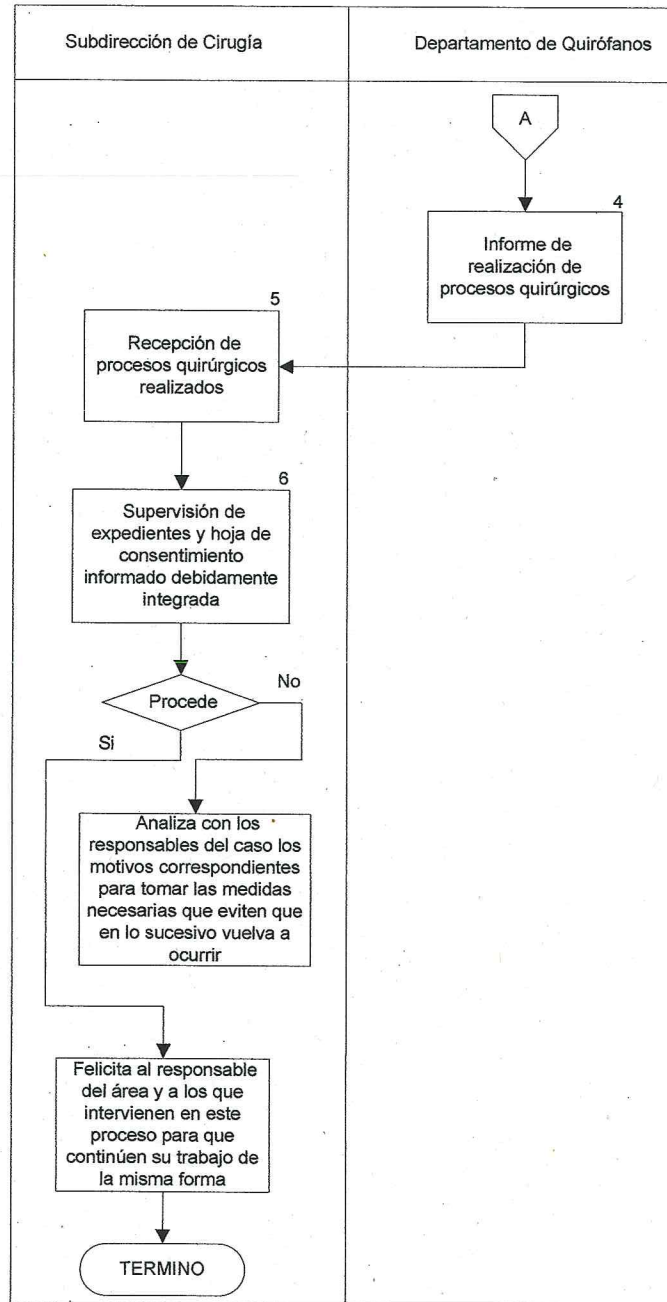 Subdirección de Cirugía
Departamento de Quirófanos
A
4
Informe de
realización de
procesos quirúrgicos
5
Recepción de
procesos quirúrgicos
realizados
6
Supervisión de
expedientes y hoja de
consentimiento
informado debidamente
integrada
Procede
No
Si
Analiza con los
responsables del caso los
motivos correspondientes
para tomar las medidas
necesarias que eviten que
en lo sucesivo vuelva a
ocurrir
Felicita al responsable
del área y a los que
intervienen en este
proceso para que
continúen su trabajo de
la misma forma
TERMINO